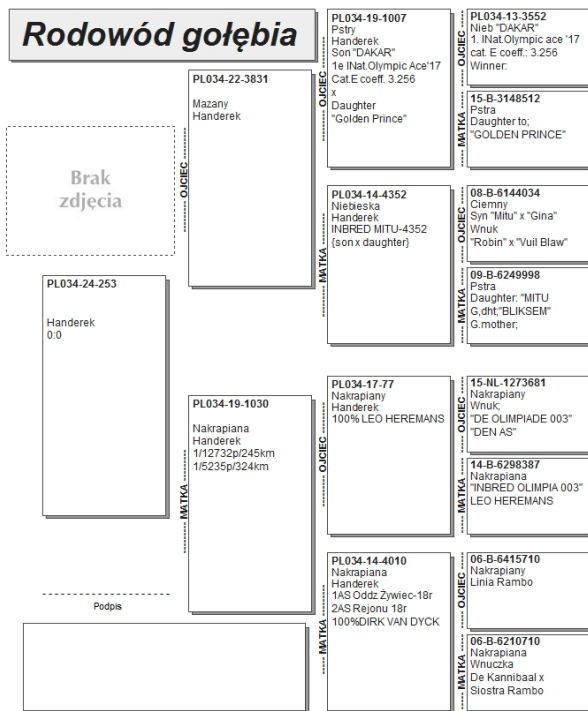 Rodowód gołębia
Brak
zdjęcia
PL034-24-253
Handerek
0:0
Podpis
OJCIEC
PL034-22-3831
Mazany
Handerek
MATKA
PL034-19-1030
Nakrapiana
Handerek
1/12732p/245km
1/5235p/324km
OJCIEC
PL034-19-1007
Pstry
Handerek
Son "DAKAR"
1e INat.Olympic Ace'17
Cat.E coeff. 3.256
x
Daughter
"Golden Prince"
MATKA
PL034-14-4352
Niebieska
Handerek
INBRED MITU-4352
{son x daughter}
OJCIEC
PL034-17-77
Nakrapiany
Handerek
100% LEO HEREMANS
MATKA
PL034-14-4010
Nakrapiana
Handerek
1AS Oddz.Żywiec-18r
2AS Rejonu 18r
100%DIRK VAN DYCK
OJCIEC
PL034-13-3552
Nieb "DAKAR"
1. INat.Olympic ace '17
cat. E coeff.: 3.256
Winner:
MATKA
15-B-3148512
Pstra
Daughter to;
"GOLDEN PRINCE"
OJCIEC
08-B-6144034
Ciemny
Syn "Mitu" x "Gina"
Wnuk
"Robin" x "Vuil Blaw"
MATKA
09-B-6249998
Pstra
Daughter: "MITU
G,dht;"BLIKSEM"
G.mother;
OJCIEC
15-NL-1273681
Nakrapiany
Wnuk;
"DE OLIMPIADE 003"
"DEN AS"
MATKA
14-B-6298387
Nakrapiana
"INBRED OLIMPIA 003"
LEO HEREMANS
OJCIEC
06-B-6415710
Nakrapiany
Linia Rambo
MATKA
06-B-6210710
Nakrapiana
Wnuczka
De Kannibaal x
Siostra Rambo